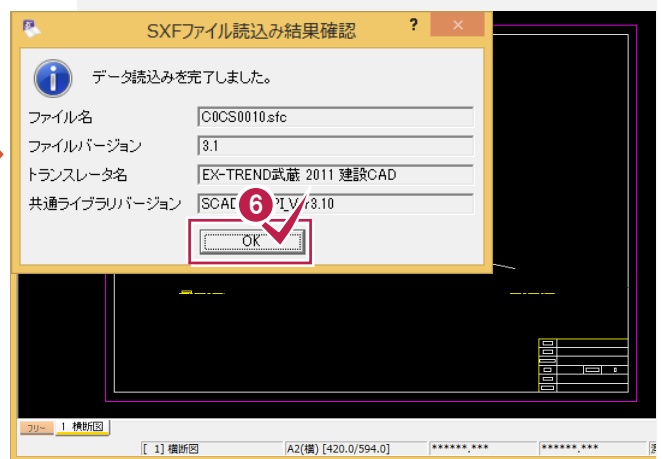 SXFファイル読込み結果確認 ? ×
データ読込みを完了しました。
ファイル名 C0CS0010.sfc
ファイルバージョン 3.1
トランスレータ名 EX-TREND武蔵 2011 建設CAD
共通ライブラリバージョン SCAD
3.10
6
OK
フリー 1 横断図
[ 1] 横断図 A2(横) [420.0/594.0] ******.*** ******.***